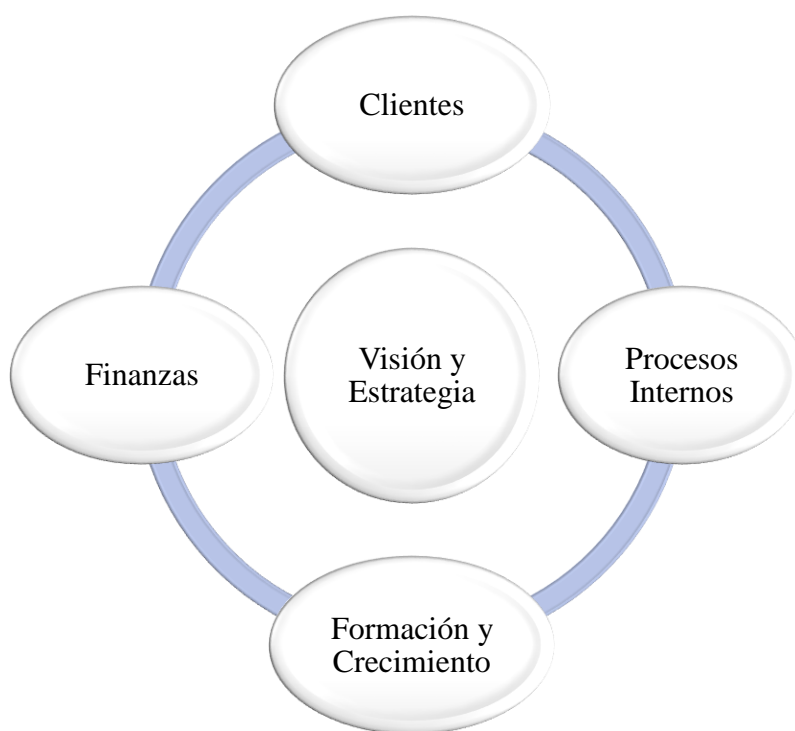 Clientes
Finanzas
Visión y
Estrategia
Procesos
Internos
Formación y
Crecimiento